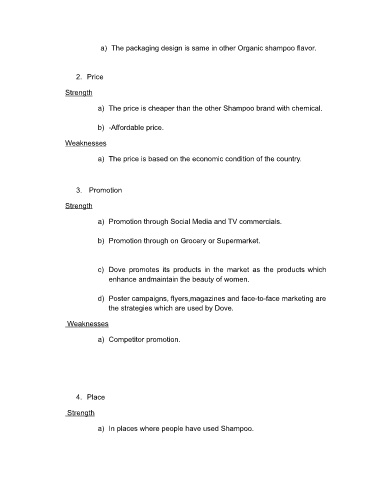 a) The packaging design is same in other Organic shampoo flavor.
2. Price
Strength
a) The price is cheaper than the other Shampoo brand with chemical.
b) -Affordable price.
Weaknesses
a) The price is based on the economic condition of the country.
3. Promotion
Strength
a) Promotion through Social Media and TV commercials.
b) Promotion through on Grocery or Supermarket.
c) Dove promotes its products in the market as the products which
enhance andmaintain the beauty of women.
d) Poster campaigns, flyers,magazines and face-to-face marketing are
the strategies which are used by Dove.
Weaknesses
a) Competitor promotion.
4. Place
Strength
a) In places where people have used Shampoo.